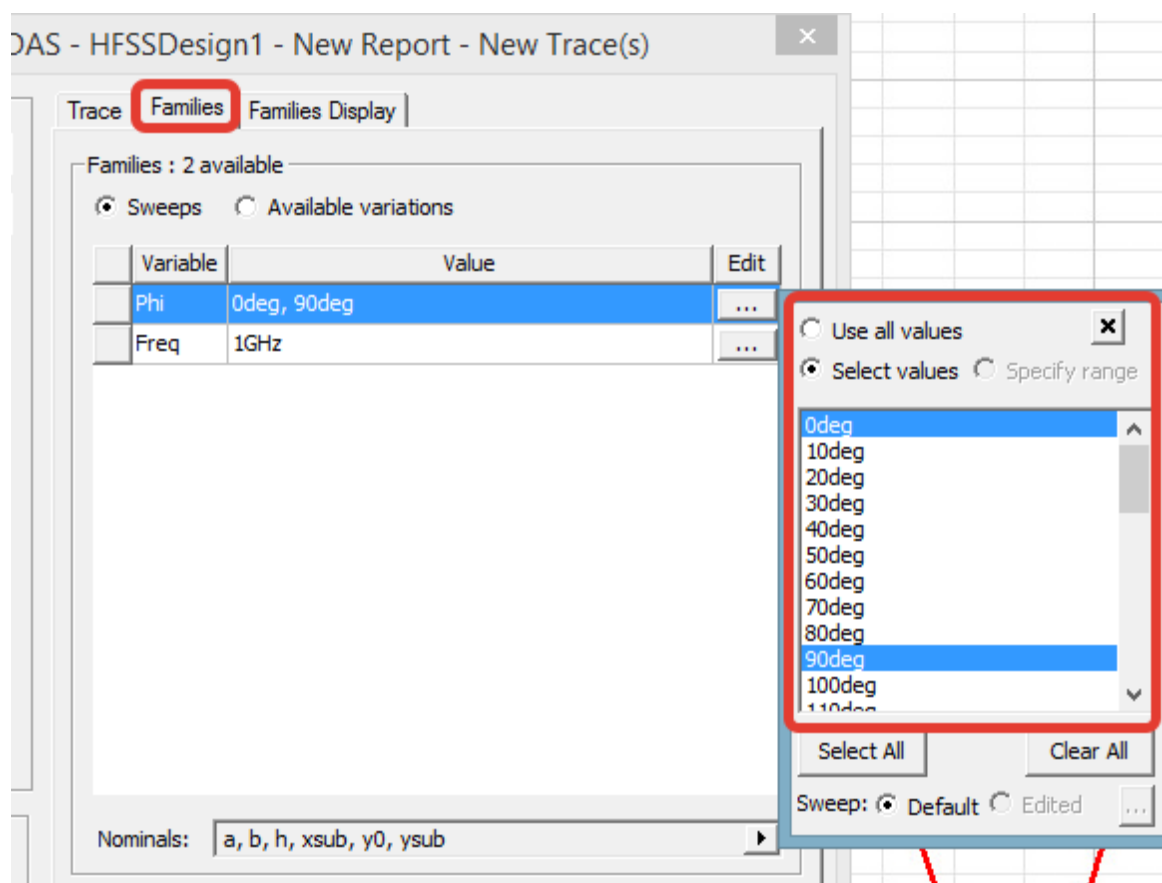 DAS - HFSSDesign1 - New Report - New Trace(s)
Trace Families Families Display
Families : 2 available
Sweeps Available variations
Variable Value Edit
Phi 0deg, 90deg ...
Freq 1GHz ...
Use all values
Select values Specify range
0deg
10deg
20deg
30deg
40deg
50deg
60deg
70deg
80deg
90deg
100deg
110deg
Select All Clear All
Sweep: Default Edited ...
Nominals: a, b, h, xsub, y0, ysub